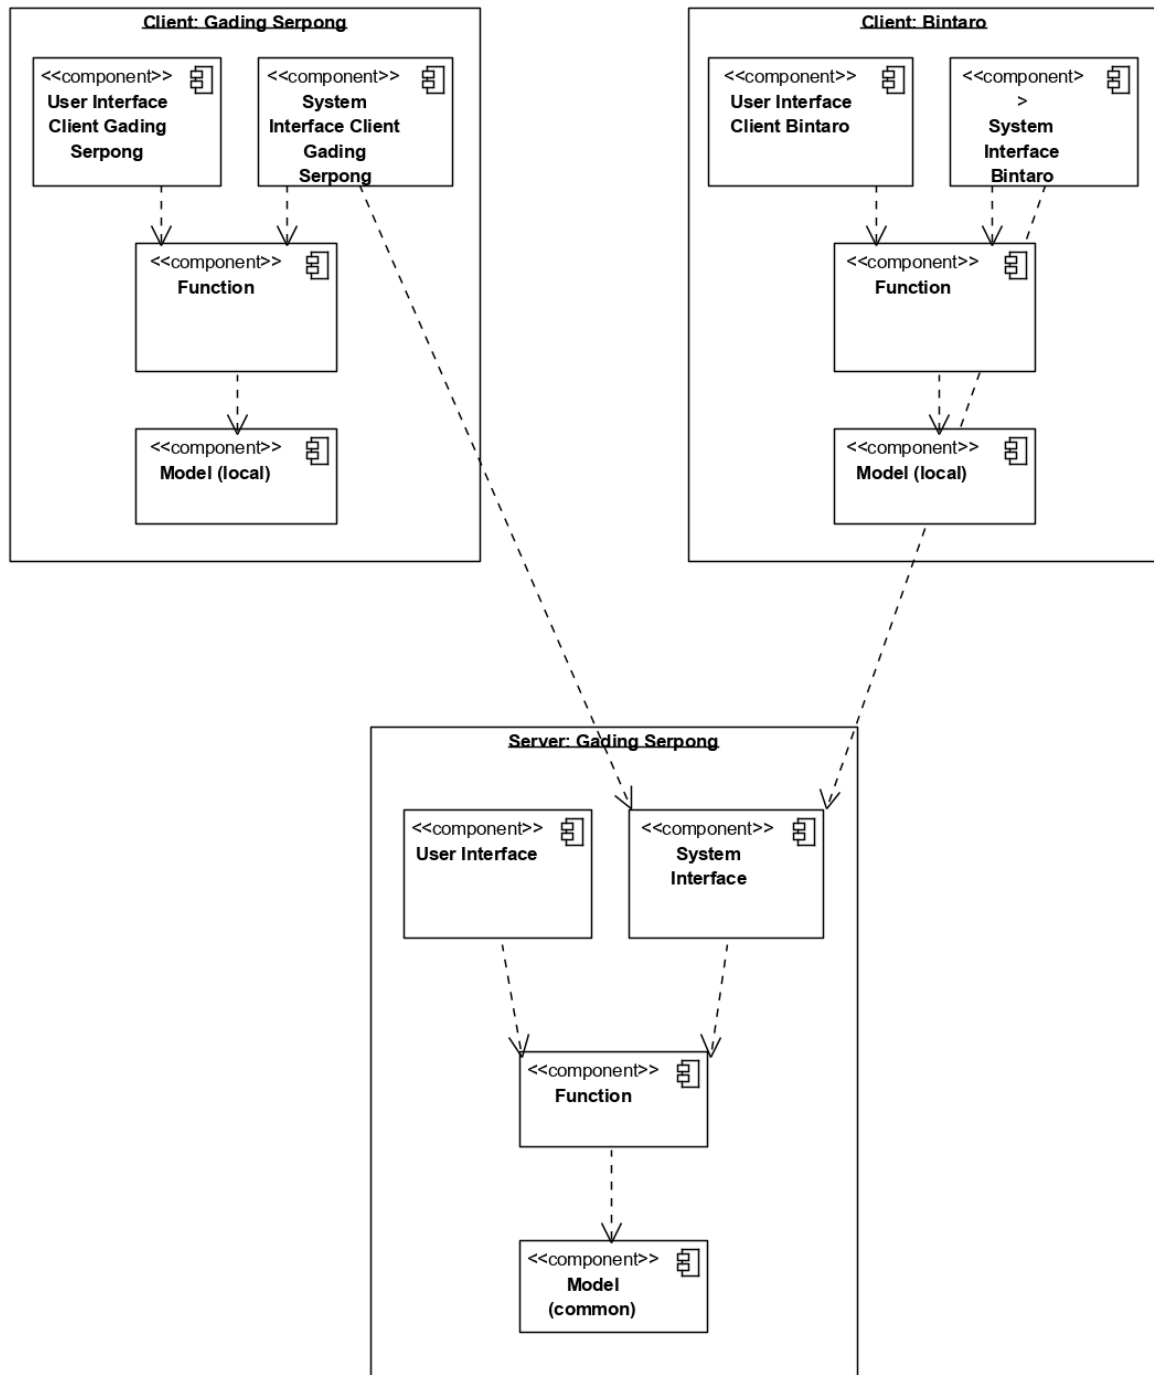 Client: Gading Serpong
<<component>>
User Interface
Client Gading
Serpong
<<component>>
System
Interface Client
Gading
Serpong
<<component>>
Function
<<component>>
Model (local)
Client: Bintaro
<<component>>
User Interface
Client Bintaro
<<component>
>
System
Interface
Bintaro
<<component>>
Function
<<component>>
Model (local)
Server: Gading Serpong
<<component>>
User Interface
<<component>>
System
Interface
<<component>>
Function
<<component>>
Model
(common)